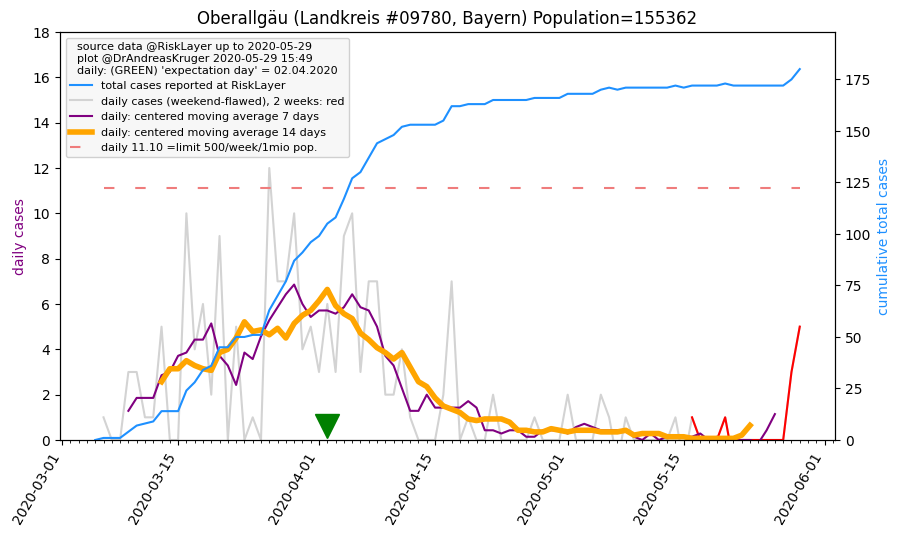 Oberallgäu (Landkreis #09780, Bayern) Population=155362
source data @RiskLayer up to 2020-05-29
plot @DrAndreasKruger 2020-05-29 15:49
daily: (GREEN) 'expectation day' = 02.04.2020
total cases reported at RiskLayer
daily cases (weekend-flawed), 2 weeks: red
daily: centered moving average 7 days
daily: centered moving average 14 days
daily 11.10 =limit 500/week/1mio pop.
daily cases
18
16
14
12
10
8
6
4
2
0
cumulative total cases
175
150
125
100
75
50
25
0
2020-03-01
2020-03-15
2020-04-01
2020-04-15
2020-05-01
2020-05-15
2020-06-01